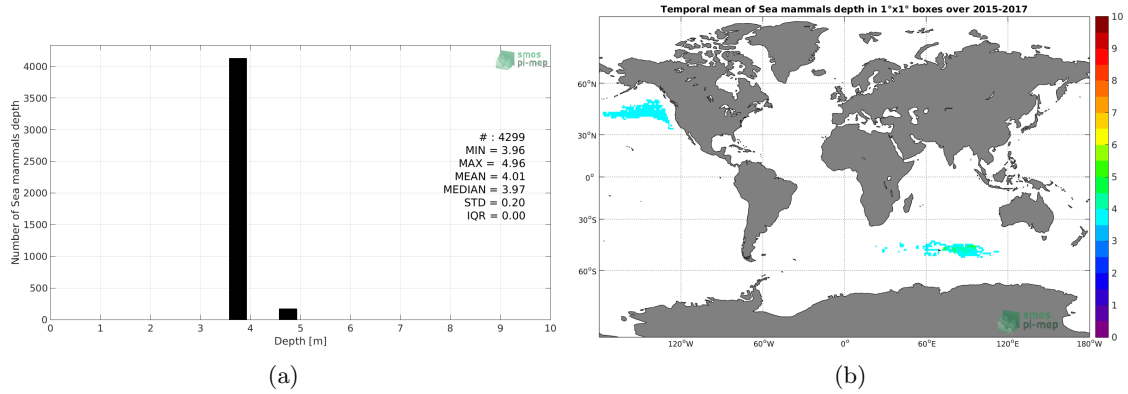 smos
pi-mep
4000
3500
3000
2500
2000
1500
1000
500
0
Number of Sea mammals depth
# : 4299
MIN = 3.96
MAX = 4.96
MEAN = 4.01
MEDIAN = 3.97
STD = 0.20
IQR = 0.00
0 1 2 3 4 5 6 7 8 9 10
Depth [m]
(a)
Temporal mean of Sea mammals depth in 1°x1° boxes over 2015-2017
60°N
30°N
0°
30°S
60°S
120°W 60°W 0° 60°E 120°E 180°W
smos
pi-mep
10
9
8
7
6
5
4
3
2
1
0
(b)